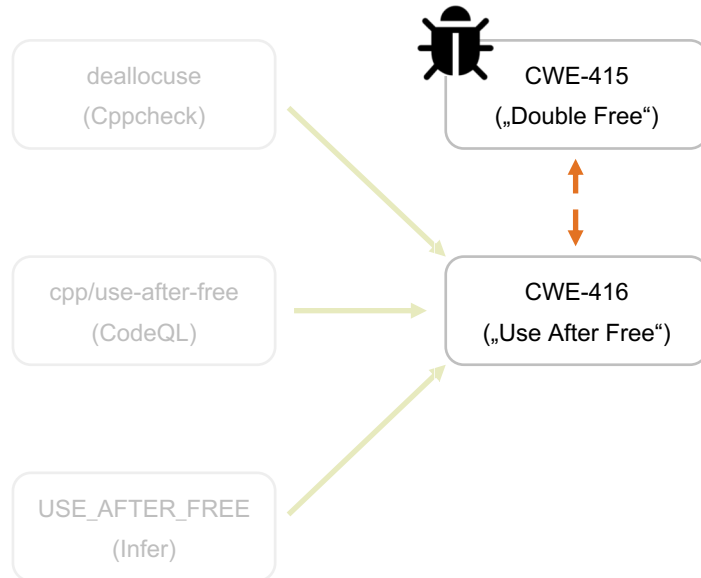 deallocuse
(Cppcheck)
CWE-415
(„Double Free“)
cpp/use-after-free
(CodeQL)
CWE-416
(„Use After Free“)
USE_AFTER_FREE
(Infer)